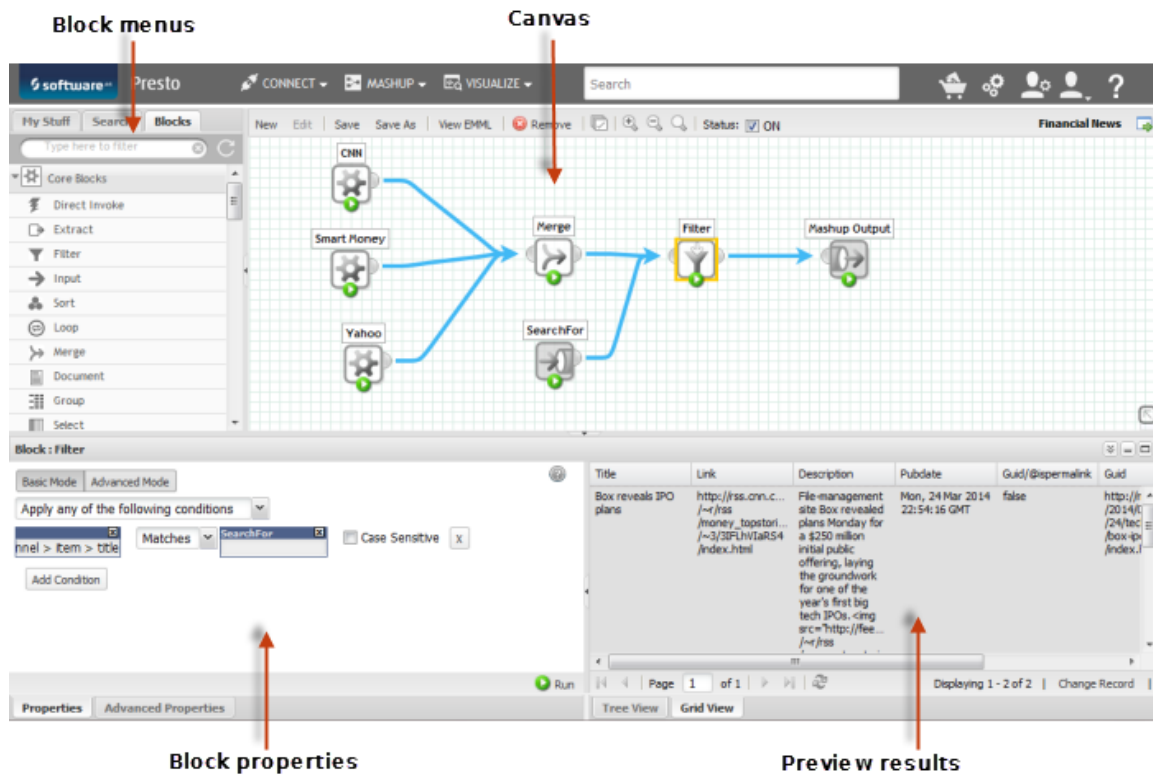 Block menus
Canvas
software AG Presto CONNECT MASHUP VISUALIZE Search ?
My Stuff Search Blocks
New Edit Save Save As View EMML Remove Status: ON Financial News
Type here to filter
Core Blocks
Direct Invoke
Extract
Filter
Input
Sort
Loop
Merge
Document
Group
Select
CNN
Smart Money
Yahoo
Merge
SearchFor
Filter
Mashup Output
Block : Filter
Basic Mode Advanced Mode
Apply any of the following conditions
nnel > item > title Matches SearchFor Case Sensitive x
Add Condition
Run
Properties Advanced Properties
Title Link Description Pubdate Guid/@ispermalink Guid
Box reveals IPO
plans
http://rss.cnn.c...
/~r/rss
/money_topstori...
/~3/3IFLhVIaRS4
/index.html
File-management
site Box revealed
plans Monday for
a $250 million
initial public
offering, laying
the groundwork
for one of the
year's first big
tech IPOs.<img
src="http://fee...
/~r/rss
Mon, 24 Mar 2014
22:54:16 GMT
false
http://r
/2014/0
/24/tec
/box-ip
/index.l
Page 1 of 1 Displaying 1 - 2 of 2 | Change Record |
Tree View Grid View
Block properties
Preview results